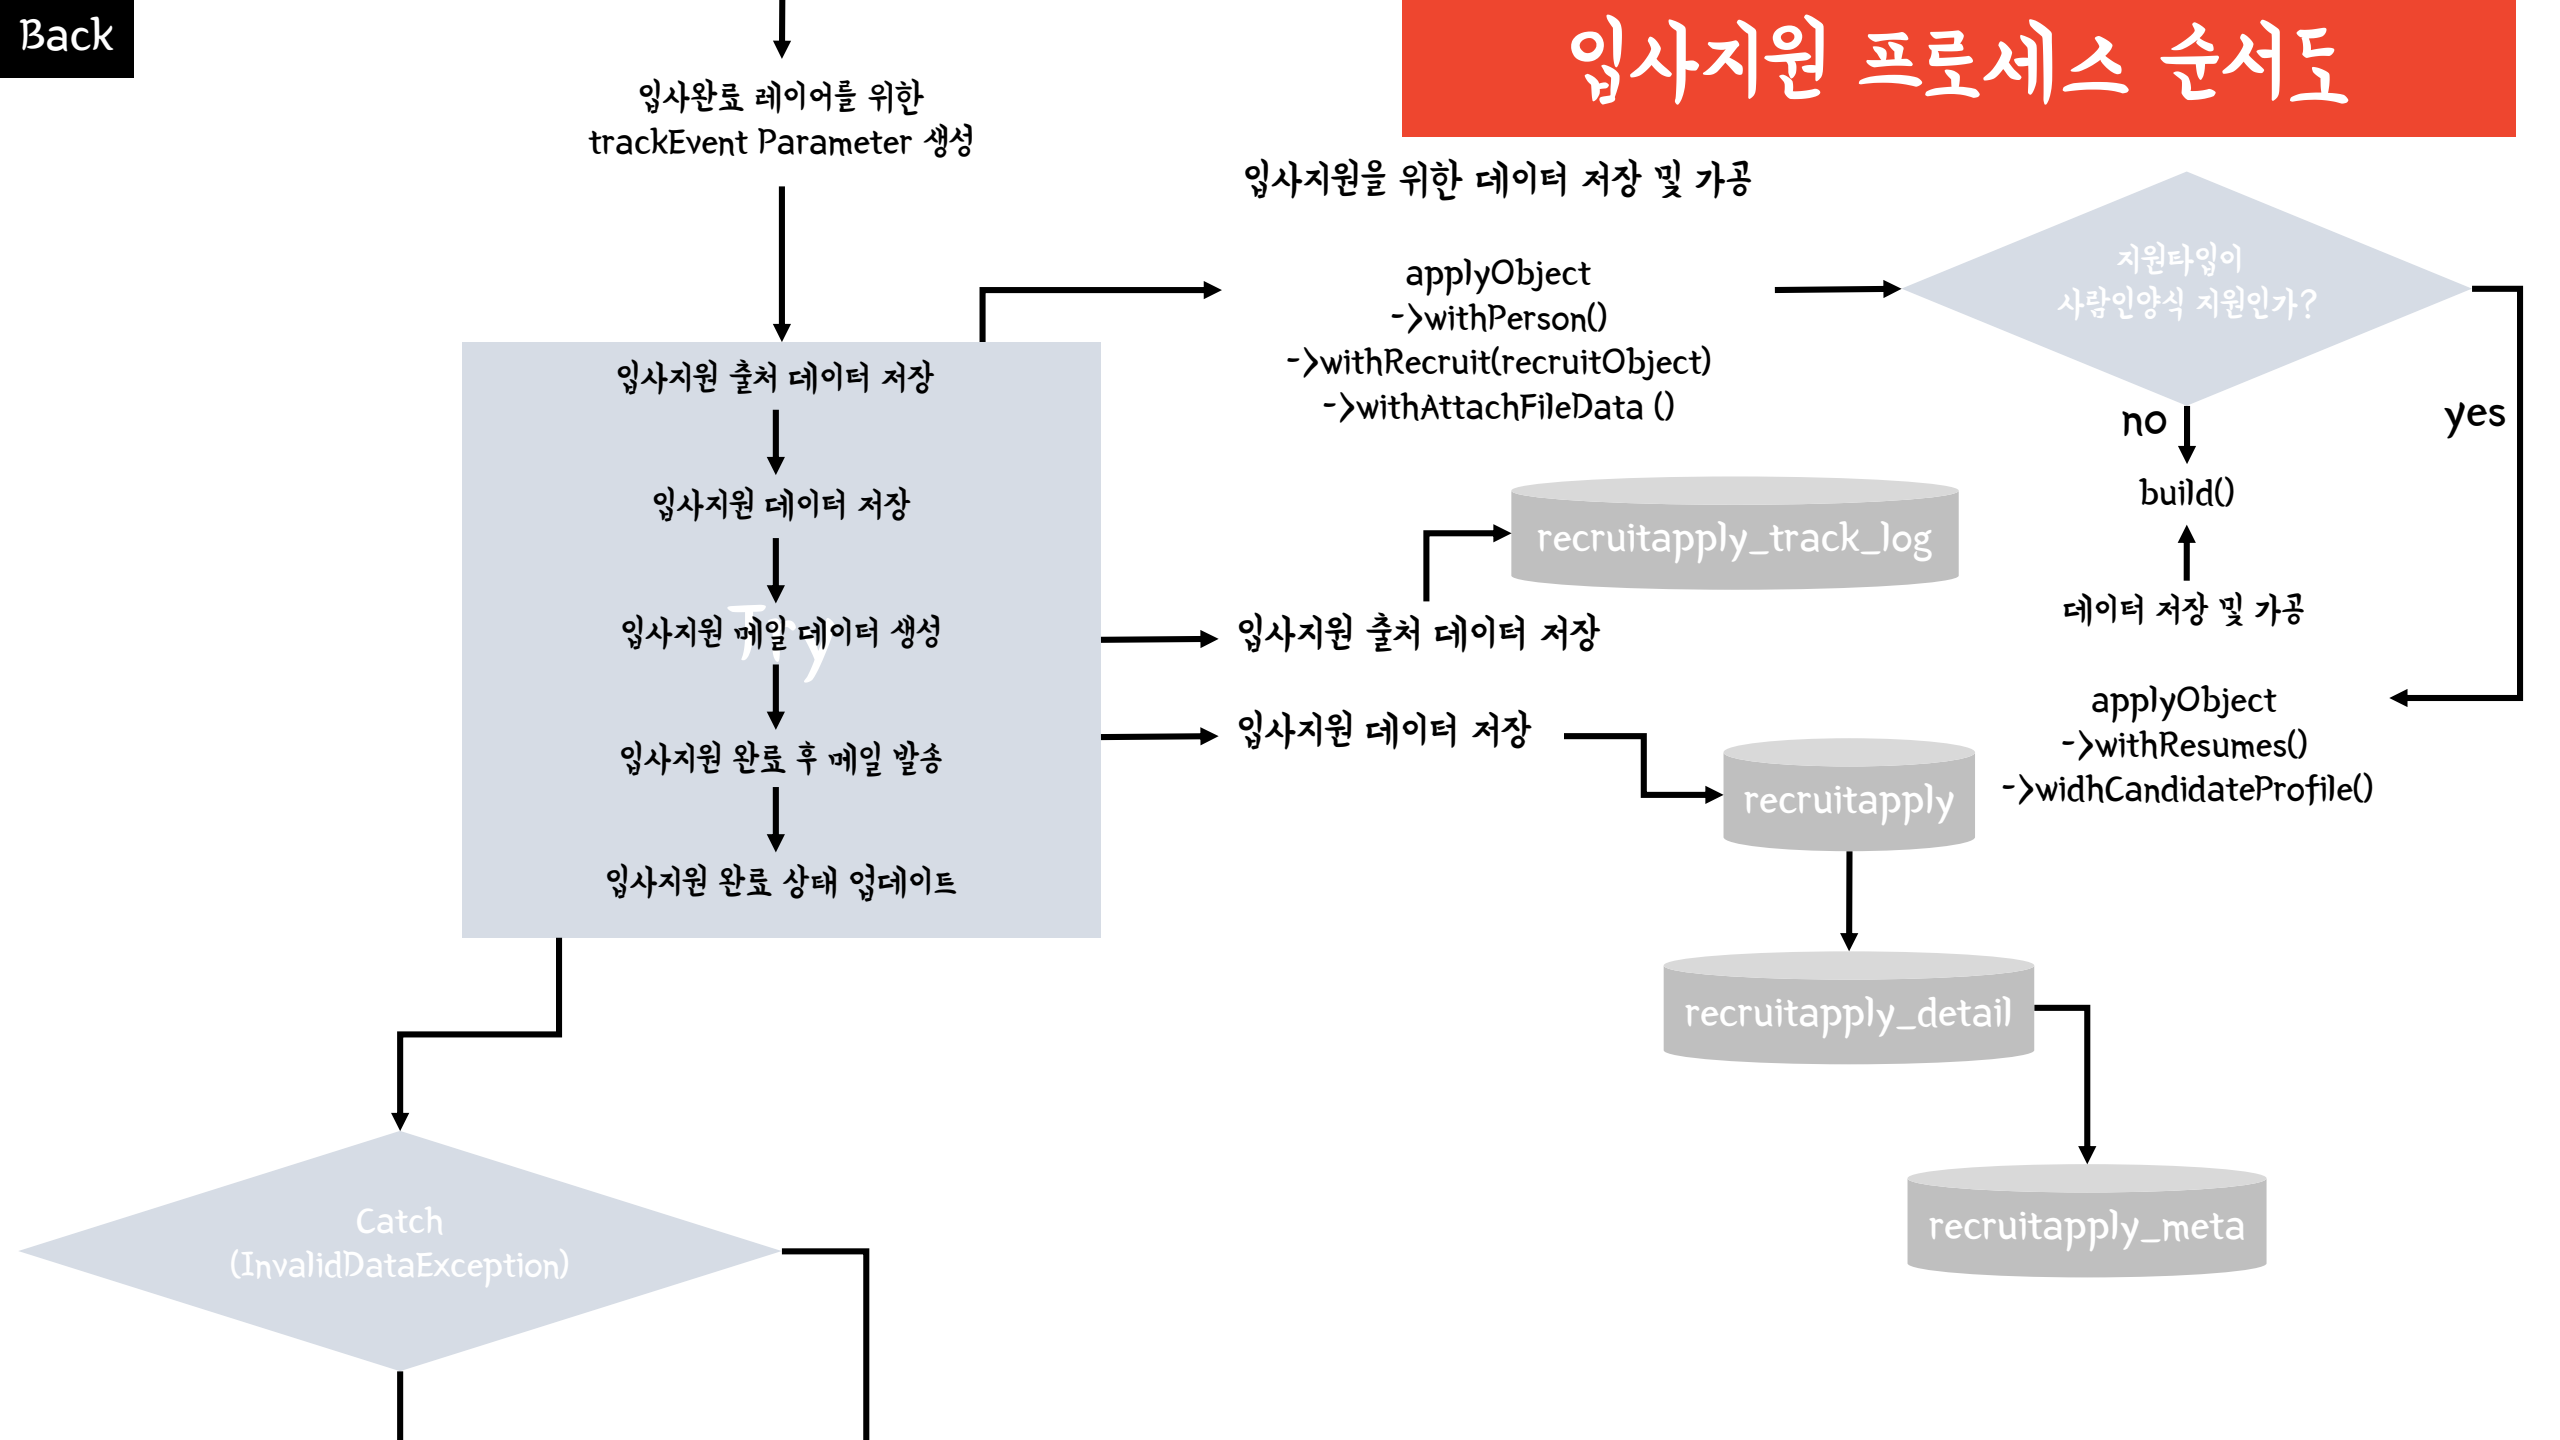 Back
입사지원 프로세스 순서도
입사완료 레이어를 위한
trackEvent Parameter 생성
입사지원 출처 데이터 저장
입사지원 데이터 저장
Try
입사지원 메일 데이터 생성
입사지원 완료 후 메일 발송
입사지원 완료 상태 업데이트
입사지원을 위한 데이터 저장 및 가공
applyObject
->withPerson()
->withRecruit(recruitObject)
->withAttachFileData ()
지원타입이
사람인양식 지원인가?
no
yes
build()
데이터 저장 및 가공
applyObject
->withResumes()
->widhCandidateProfile()
recruitapply_track_log
입사지원 출처 데이터 저장
입사지원 데이터 저장
recruitapply
recruitapply_detail
recruitapply_meta
Catch
(InvalidDataException)